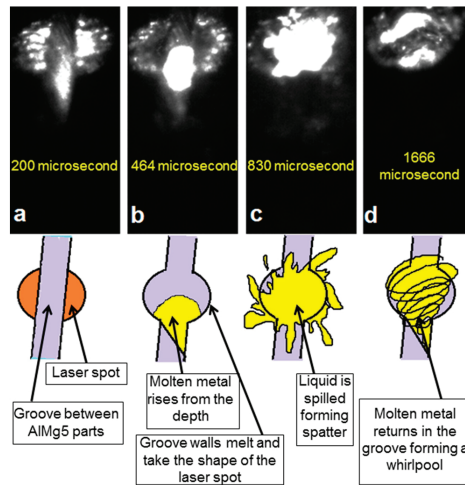 200 microsecond
464 microsecond
830 microsecond
1666
microsecond
a
b
c
d
Laser spot
Groove between
AlMg5 parts
Molten metal
rises from the
depth
Groove walls melt and
take the shape of the
laser spot
Liquid is
spilled forming
spatter
Molten metal
returns in the
groove forming a
whirlpool